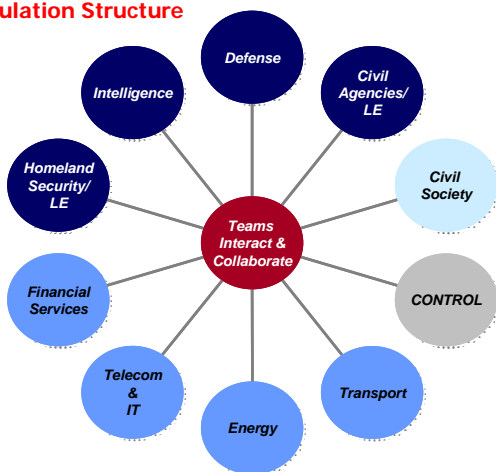 ulation Structure
Defense
Intelligence
Civil
Agencies/
LE
Homeland
Security/
LE
Civil
Society
Teams
Interact &
Collaborate
Financial
Services
CONTROL
Telecom
&
IT
Transport
Energy